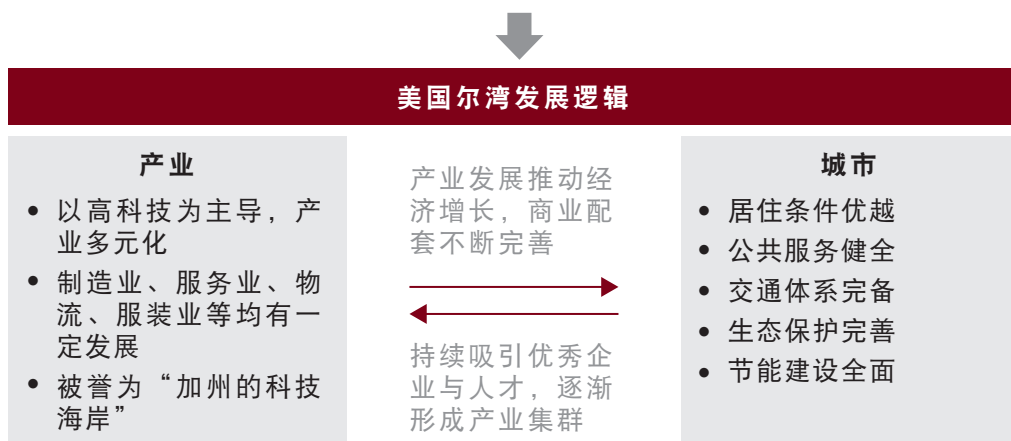 美国尔湾发展逻辑
产业
• 以高科技为主导，产
业多元化
• 制造业、服务业、物
流、服装业等均有一
定发展
• 被誉为“加州的科技
海岸”
产业发展推动经
济增长，商业配
套不断完善
持续吸引优秀企
业与人才，逐渐
形成产业集群
城市
• 居住条件优越
• 公共服务健全
• 交通体系完备
• 生态保护完善
• 节能建设全面